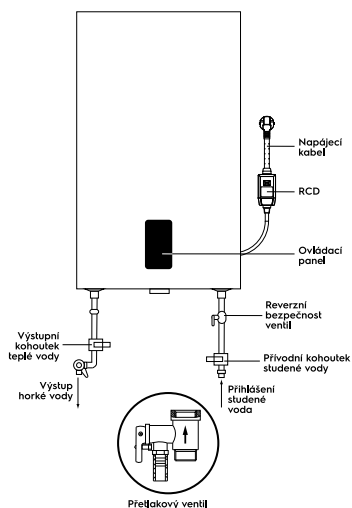 Napájecí
kabel
RCD
Ovládací
panel
Reverzní
bezpečnost
ventil
Výstupní
kohoutek
teplé vody
Přívodní kohoutek
studené vody
Výstup
horké vody
Přihlášení
studené
voda
Přetlakový ventil